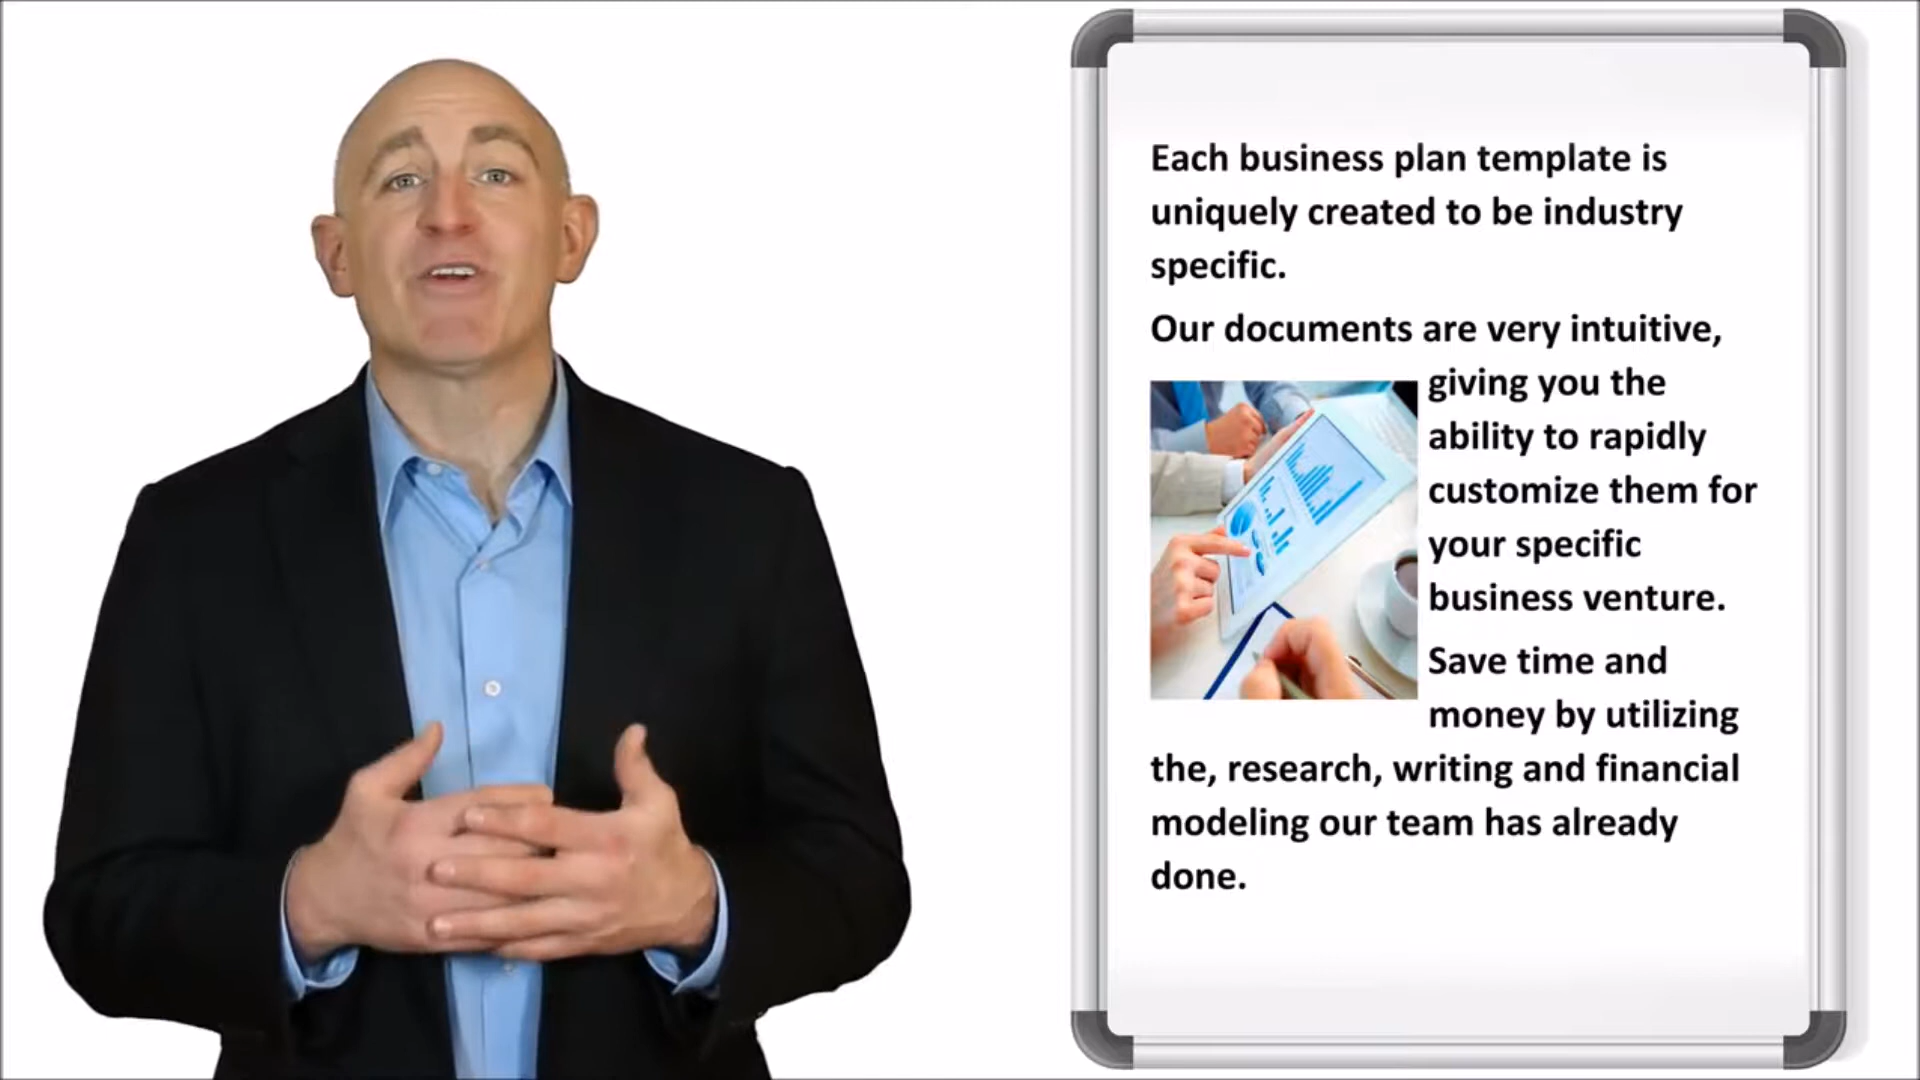 Each business plan template is
uniquely created to be industry
specific.
Our documents are very intuitive,
giving you the
ability to rapidly
customize them for
your specific
business venture.
Save time and
money by utilizing
the, research, writing and financial
modeling our team has already
done.